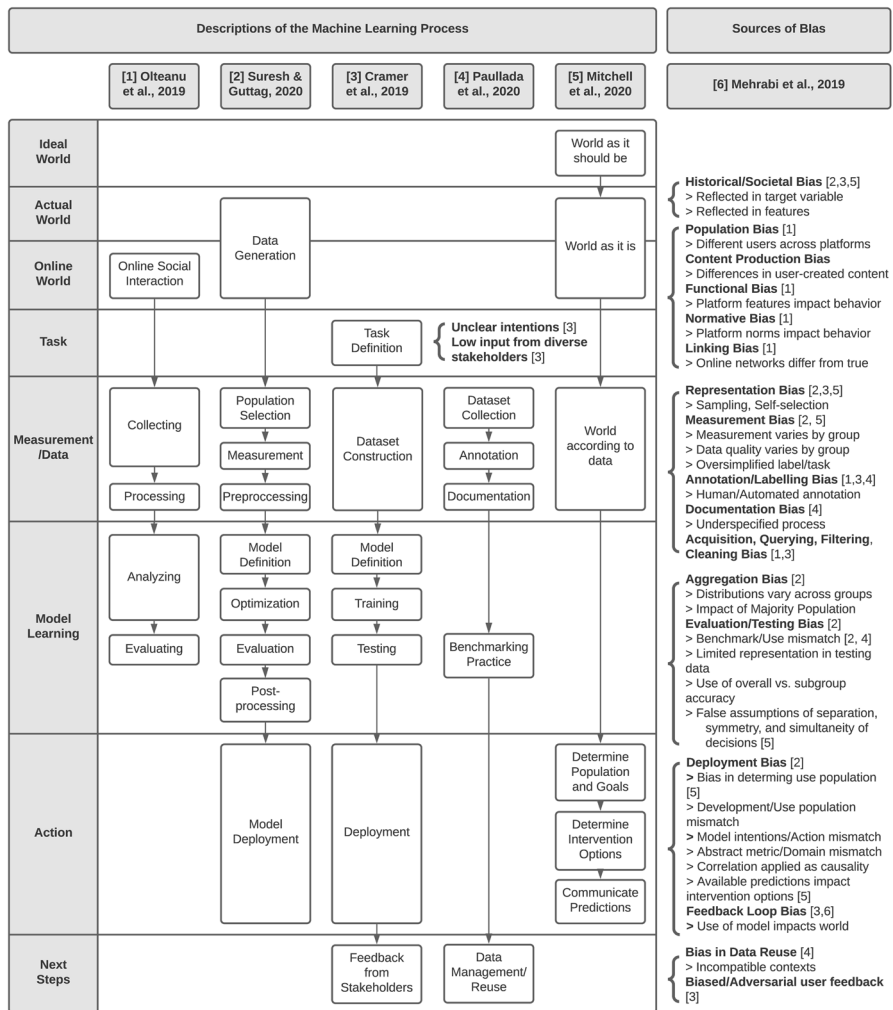 Descriptions of the Machine Learning Process
Sources of BIas
[1] Olteanu
et al., 2019
[2] Suresh &
Guttag, 2020
[3] Cramer
et al., 2019
[4] Paullada
et al., 2020
[5] Mitchell
et al., 2020
[6] Mehrabi et al., 2019
Ideal
World
World as it
should be
Actual
World
Data
Generation
World as it is
Online
World
Online Social
Interaction
Task
Task
Definition
Unclear intentions [3]
Low input from diverse
stakeholders [3]
Measurement
/Data
Collecting
Processing
Population
Selection
Measurement
Preproccessing
Dataset
Construction
Dataset
Collection
Annotation
Documentation
World
according to
data
Model
Learning
Analyzing
Evaluating
Model
Definition
Optimization
Evaluation
Post-
processing
Model
Definition
Training
Testing
Benchmarking
Practice
Action
Model
Deployment
Deployment
Determine
Population
and Goals
Determine
Intervention
Options
Communicate
Predictions
Next
Steps
Feedback
from
Stakeholders
Data
Management/
Reuse
Historical/Societal Bias [2,3,5]
> Reflected in target variable
> Reflected in features
Population Bias [1]
> Different users across platforms
Content Production Bias
> Differences in user-created content
Functional Bias [1]
> Platform features impact behavior
Normative Bias [1]
> Platform norms impact behavior
Linking Bias [1]
> Online networks differ from true
Representation Bias [2,3,5]
> Sampling, Self-selection
Measurement Bias [2, 5]
> Measurement varies by group
> Data quality varies by group
> Oversimplified label/task
Annotation/Labelling Bias [1,3,4]
> Human/Automated annotation
Documentation Bias [4]
> Underspecified process
Acquisition, Querying, Filtering,
Cleaning Bias [1,3]
Aggregation Bias [2]
> Distributions vary across groups
> Impact of Majority Population
Evaluation/Testing Bias [2]
> Benchmark/Use mismatch [2, 4]
> Limited representation in testing
data
> Use of overall vs. subgroup
accuracy
> False assumptions of separation,
symmetry, and simultaneity of
decisions [5]
Deployment Bias [2]
> Bias in determing use population
[5]
> Development/Use population
mismatch
> Model intentions/Action mismatch
> Abstract metric/Domain mismatch
> Correlation applied as causality
> Available predictions impact
intervention options [5]
Feedback Loop Bias [3,6]
> Use of model impacts world
Bias in Data Reuse [4]
> Incompatible contexts
Biased/Adversarial user feedback
[3]